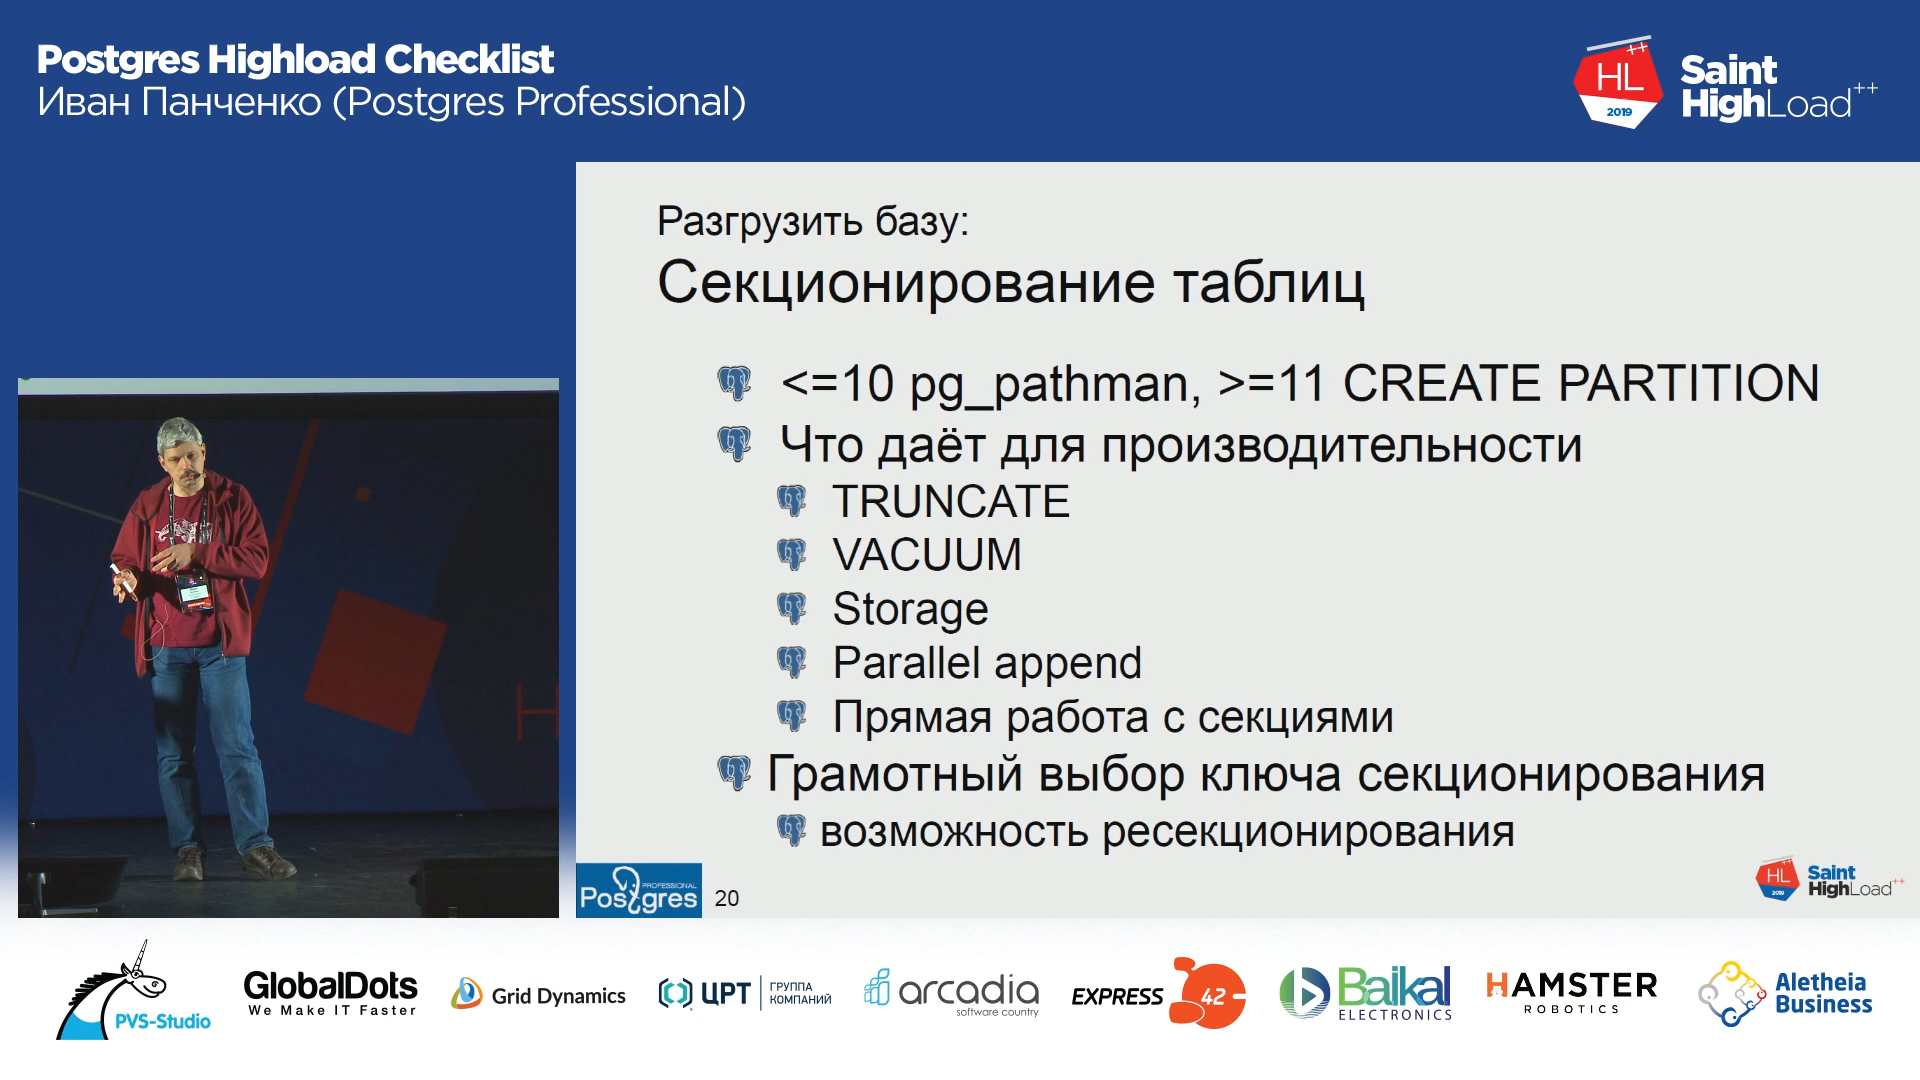 Postgres Highload Checklist
Иван Панченко (Postgres Professional)
HL ++
2019
Saint
HighLoad++
Разгрузить базу:
Секционирование таблиц
<=10 pg_pathman, >=11 CREATE PARTITION
Что даёт для производительности
TRUNCATE
VACUUM
Storage
Parallel append
Прямая работа с секциями
Грамотный выбор ключа секционирования
возможность ресекционирования
PROFESSIONAL
Postgres
20
HL
2019
Saint
HighLoad++
PVS-Studio
GlobalDots
We Make IT Faster
Grid Dynamics
ЦРТ
ГРУППА
КОМПАНИЙ
arcadia
software country
EXPRESS 42
Baikal
ELECTRONICS
HAMSTER
ROBOTICS
Aletheia
Business